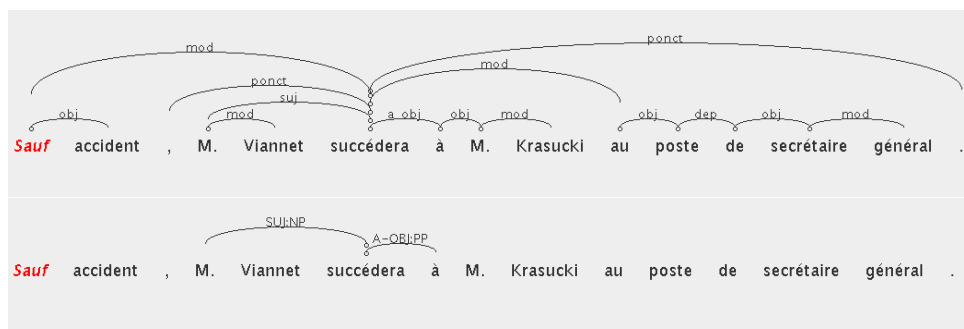 ponct
mod mod
ponct
suj
obj mod a_obj obj mod obj dep obj mod
Sauf accident , M. Viannet succédera à M. Krasucki au poste de secrétaire général .
SUJ:NP
A-OBJ:PP
Sauf accident , M. Viannet succédera à M. Krasucki au poste de secrétaire général .